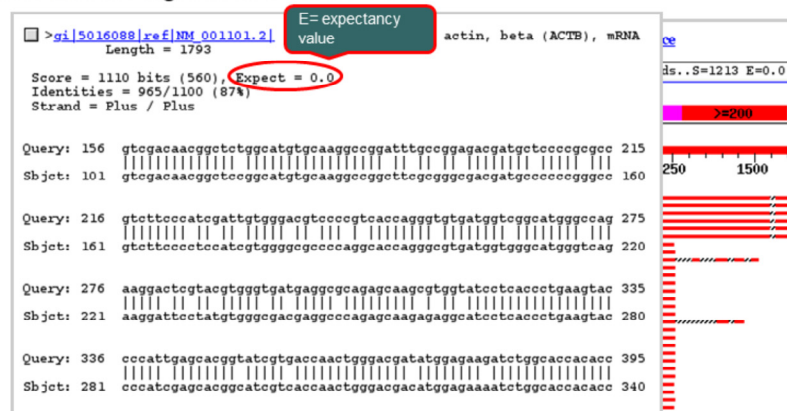 E= expectancy
value
>gi|5016088|ref|NM_001101.2| actin, beta (ACTB), mRNA
Length = 1793
Score = 1110 bits (560), Expect = 0.0
Identities = 965/1100 (87%)
Strand = Plus / Plus
Query: 156 gtcgacaacggctctggcatgtgcaaggccggatttgccggagacgatgctccccgcgcc 215
Sbjct: 101 gtcgacaacggctccggcatgtgcaaggccggcttcgcgggcgacgatgccccccgggcc 160
Query: 216 gtcttcccatcgattgtgggacgtccccgtcaccagggtgtgatggtcggcatgggccag 275
Sbjct: 161 gtcttcccctccatcgtggggcgccccaggcaccagggcgtgatggtgggcatgggtcag 220
Query: 276 aaggactcgtacgtgggtgatgaggcgcagagcaagcgtggtatcctcaccctgaagtac 335
Sbjct: 221 aaggattcctatgtgggcgacgaggcccagagcaagagaggcatcctcaccctgaagtac 280
Query: 336 cccattgagcacggtatcgtgaccaactgggacgatatggagaagatctggcaccacacc 395
Sbjct: 281 cccatcgagcacggcatcgtcaccaactgggacgacatggagaaaatctggcaccacacc 340
ce
ds..S=1213 E=0.0
>=200
250 1500